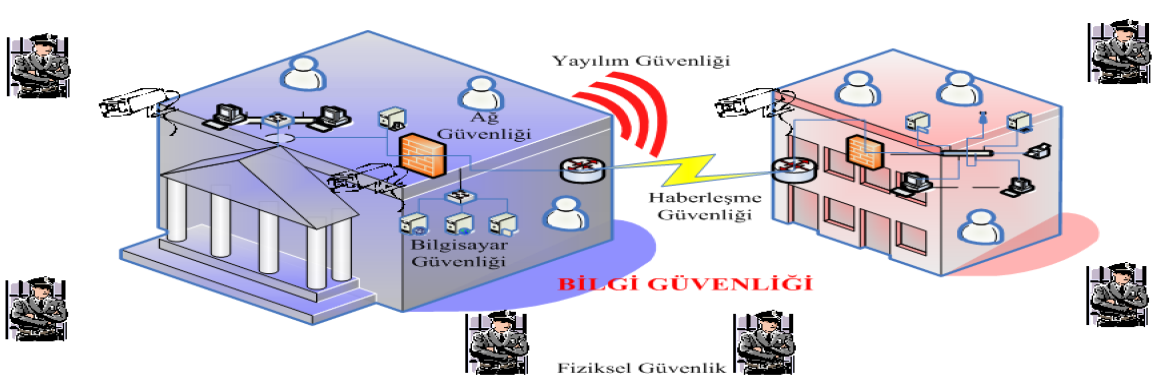 Yayılım Güvenliği
Ağ
Güvenliği
Haberleşme
Güvenliği
Bilgisayar
Güvenliği
BİLGİ GÜVENLİĞİ
Fiziksel Güvenlik